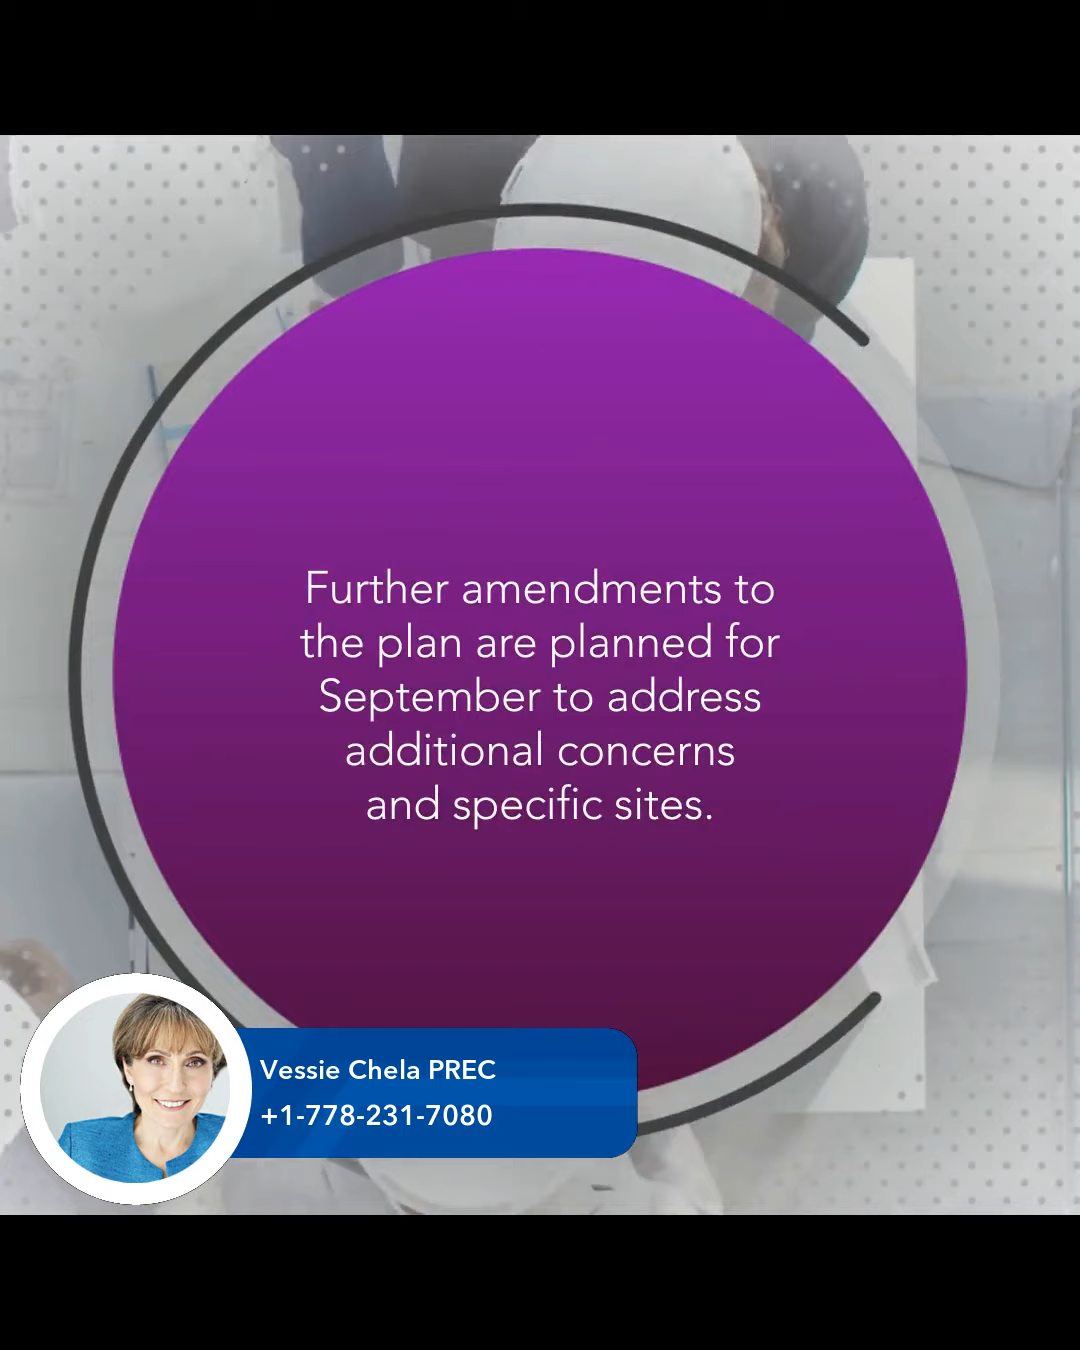 Further amendments to
the plan are planned for
September to address
additional concerns
and specific sites.
Vessie Chela PREC
+1-778-231-7080